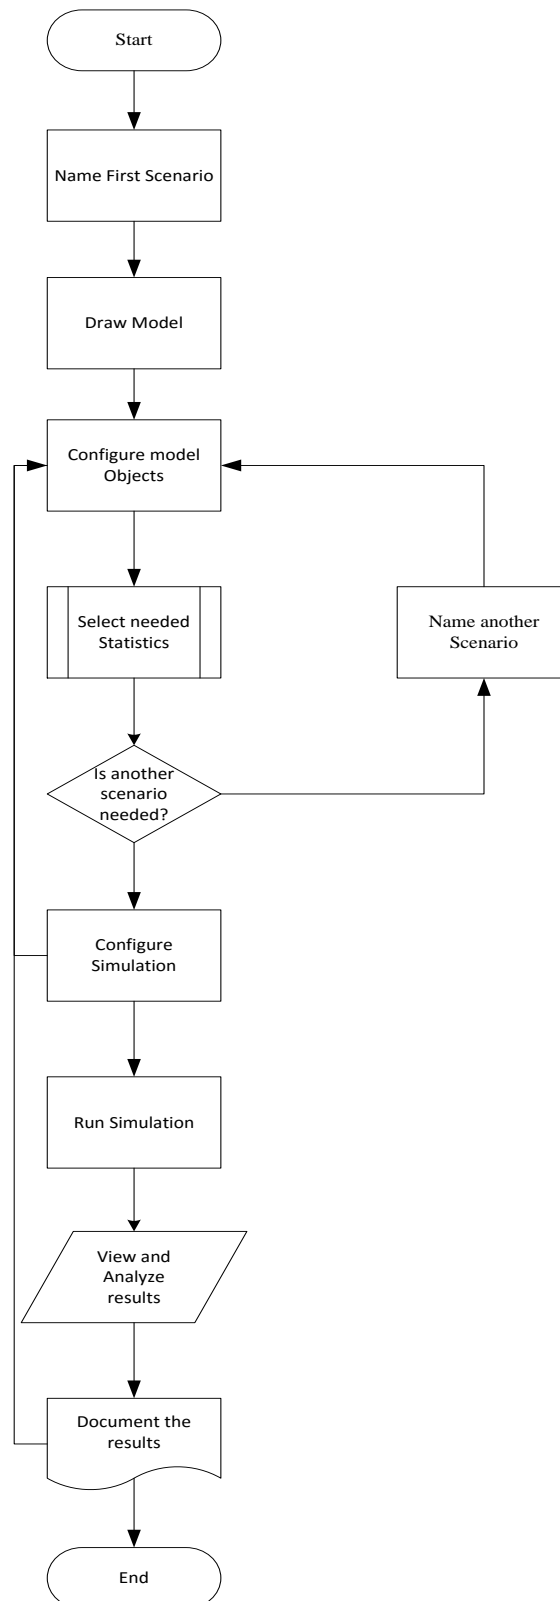 Start
Name First Scenario
Draw Model
Configure model
Objects
Select needed
Statistics
Name another
Scenario
Is another
scenario
needed?
Configure
Simulation
Run Simulation
View and
Analyze
results
Document the
results
End